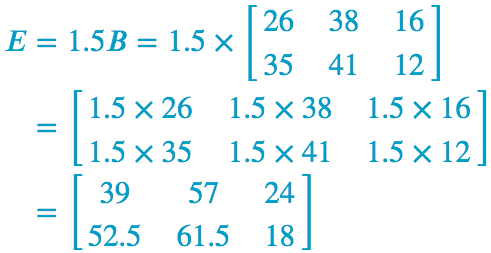 E = 1.5B = 1.5 × [26 38 16
35 41 12]
= [1.5 × 26 1.5 × 38 1.5 × 16
1.5 × 35 1.5 × 41 1.5 × 12]
= [39 57 24
52.5 61.5 18]